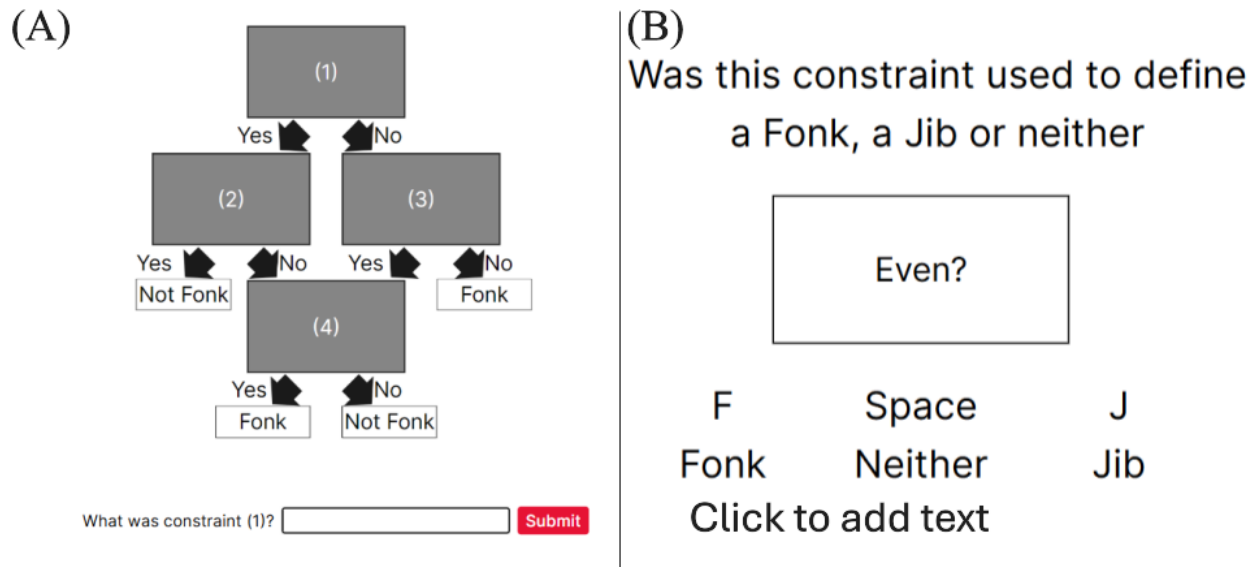 (A)
(1)
Yes No
(2) (3)
Yes No Yes No
Not Fonk Fonk
(4)
Yes No
Fonk Not Fonk
What was constraint (1)? Submit
(B)
Was this constraint used to define
a Fonk, a Jib or neither
Even?
F Space J
Fonk Neither Jib
Click to add text